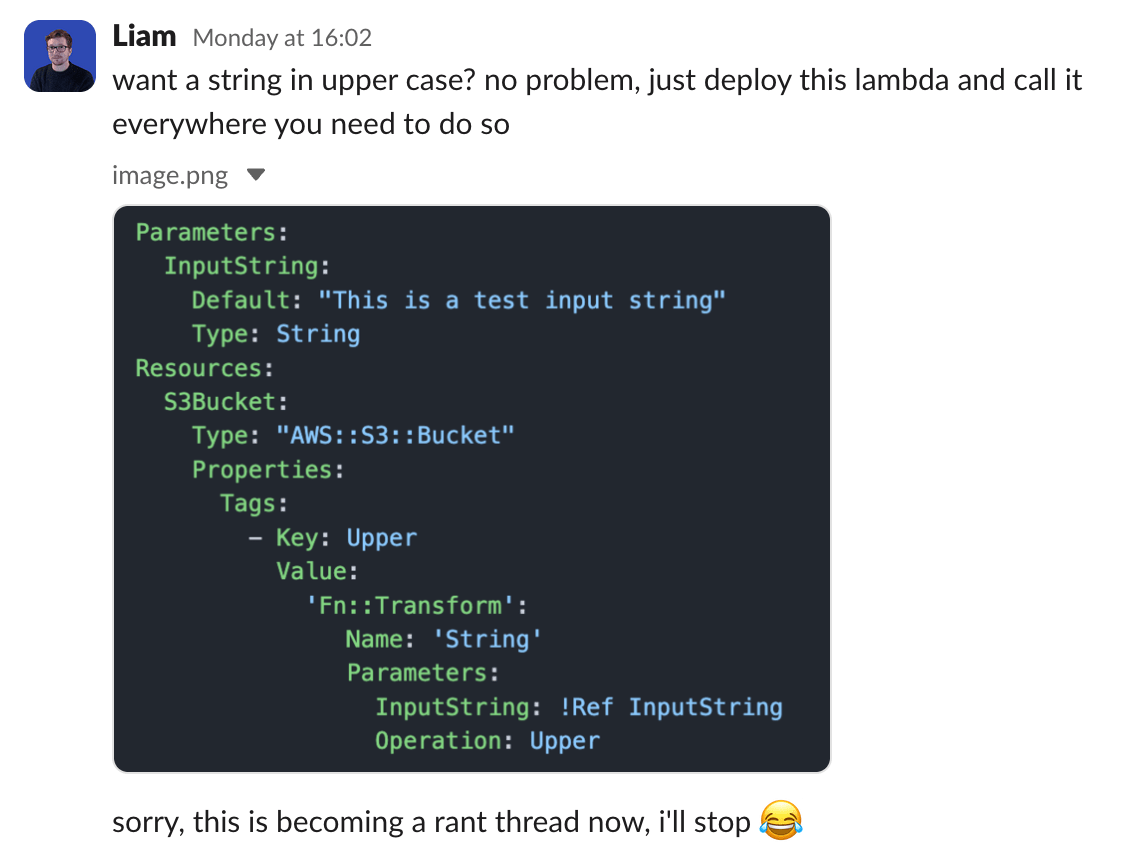 Liam Monday at 16:02
want a string in upper case? no problem, just deploy this lambda and call it
everywhere you need to do so
image.png
Parameters:
  InputString:
    Default: "This is a test input string"
    Type: String
Resources:
  S3Bucket:
    Type: "AWS::S3::Bucket"
    Properties:
      Tags:
        - Key: Upper
          Value:
            'Fn::Transform':
               Name: 'String'
               Parameters:
                 InputString: !Ref InputString
                 Operation: Upper
sorry, this is becoming a rant thread now, i'll stop 😂